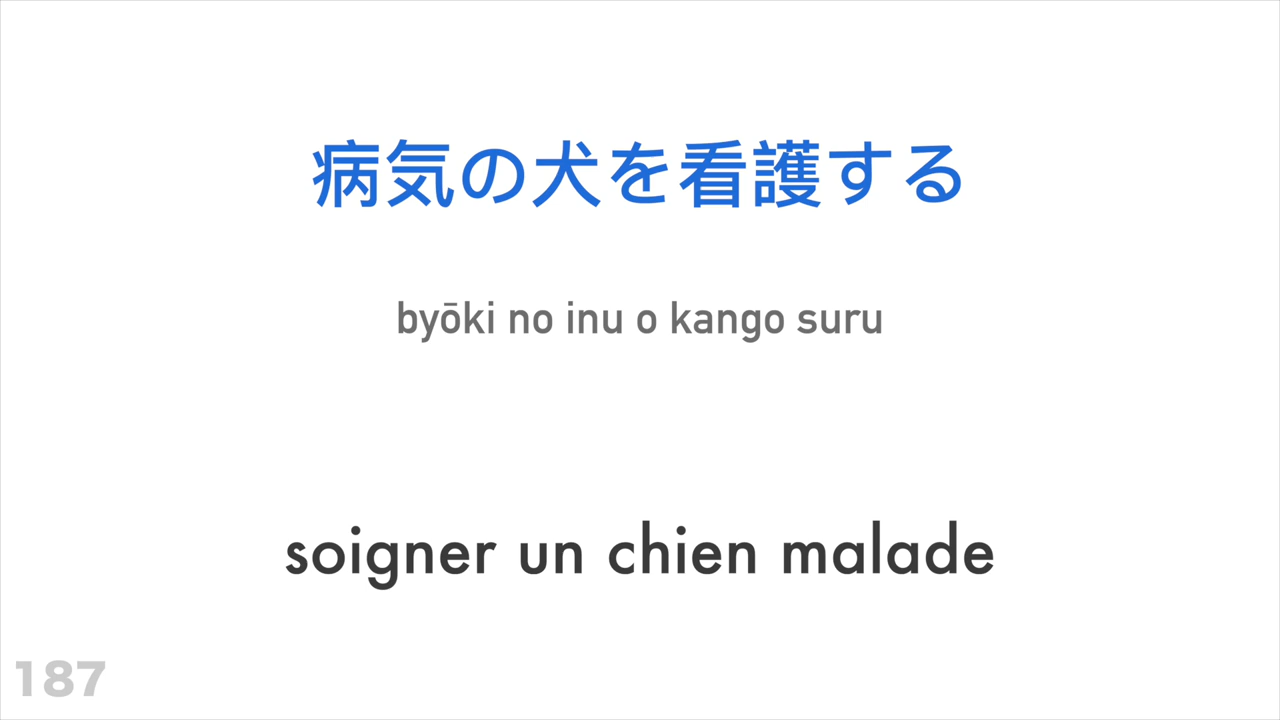 病気の犬を看護する
byōki no inu o kango suru
soigner un chien malade
187